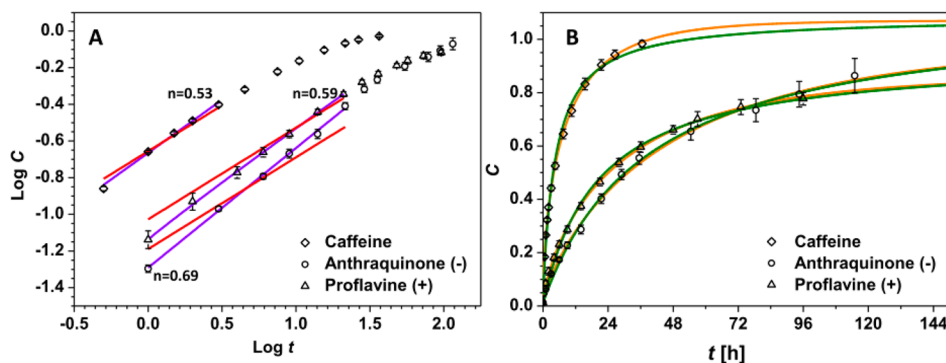 A
0.0
-0.2
-0.4
-0.6
-0.8
-1.0
-1.2
-1.4
Log C
n=0.53
n=0.59
n=0.69
Caffeine
Anthraquinone (-)
Proflavine (+)
-0.5 0.0 0.5 1.0 1.5 2.0
Log t
B
1.0
0.8
0.6
0.4
0.2
0.0
C
Caffeine
Anthraquinone (-)
Proflavine (+)
0 24 48 72 96 120 144
t [h]